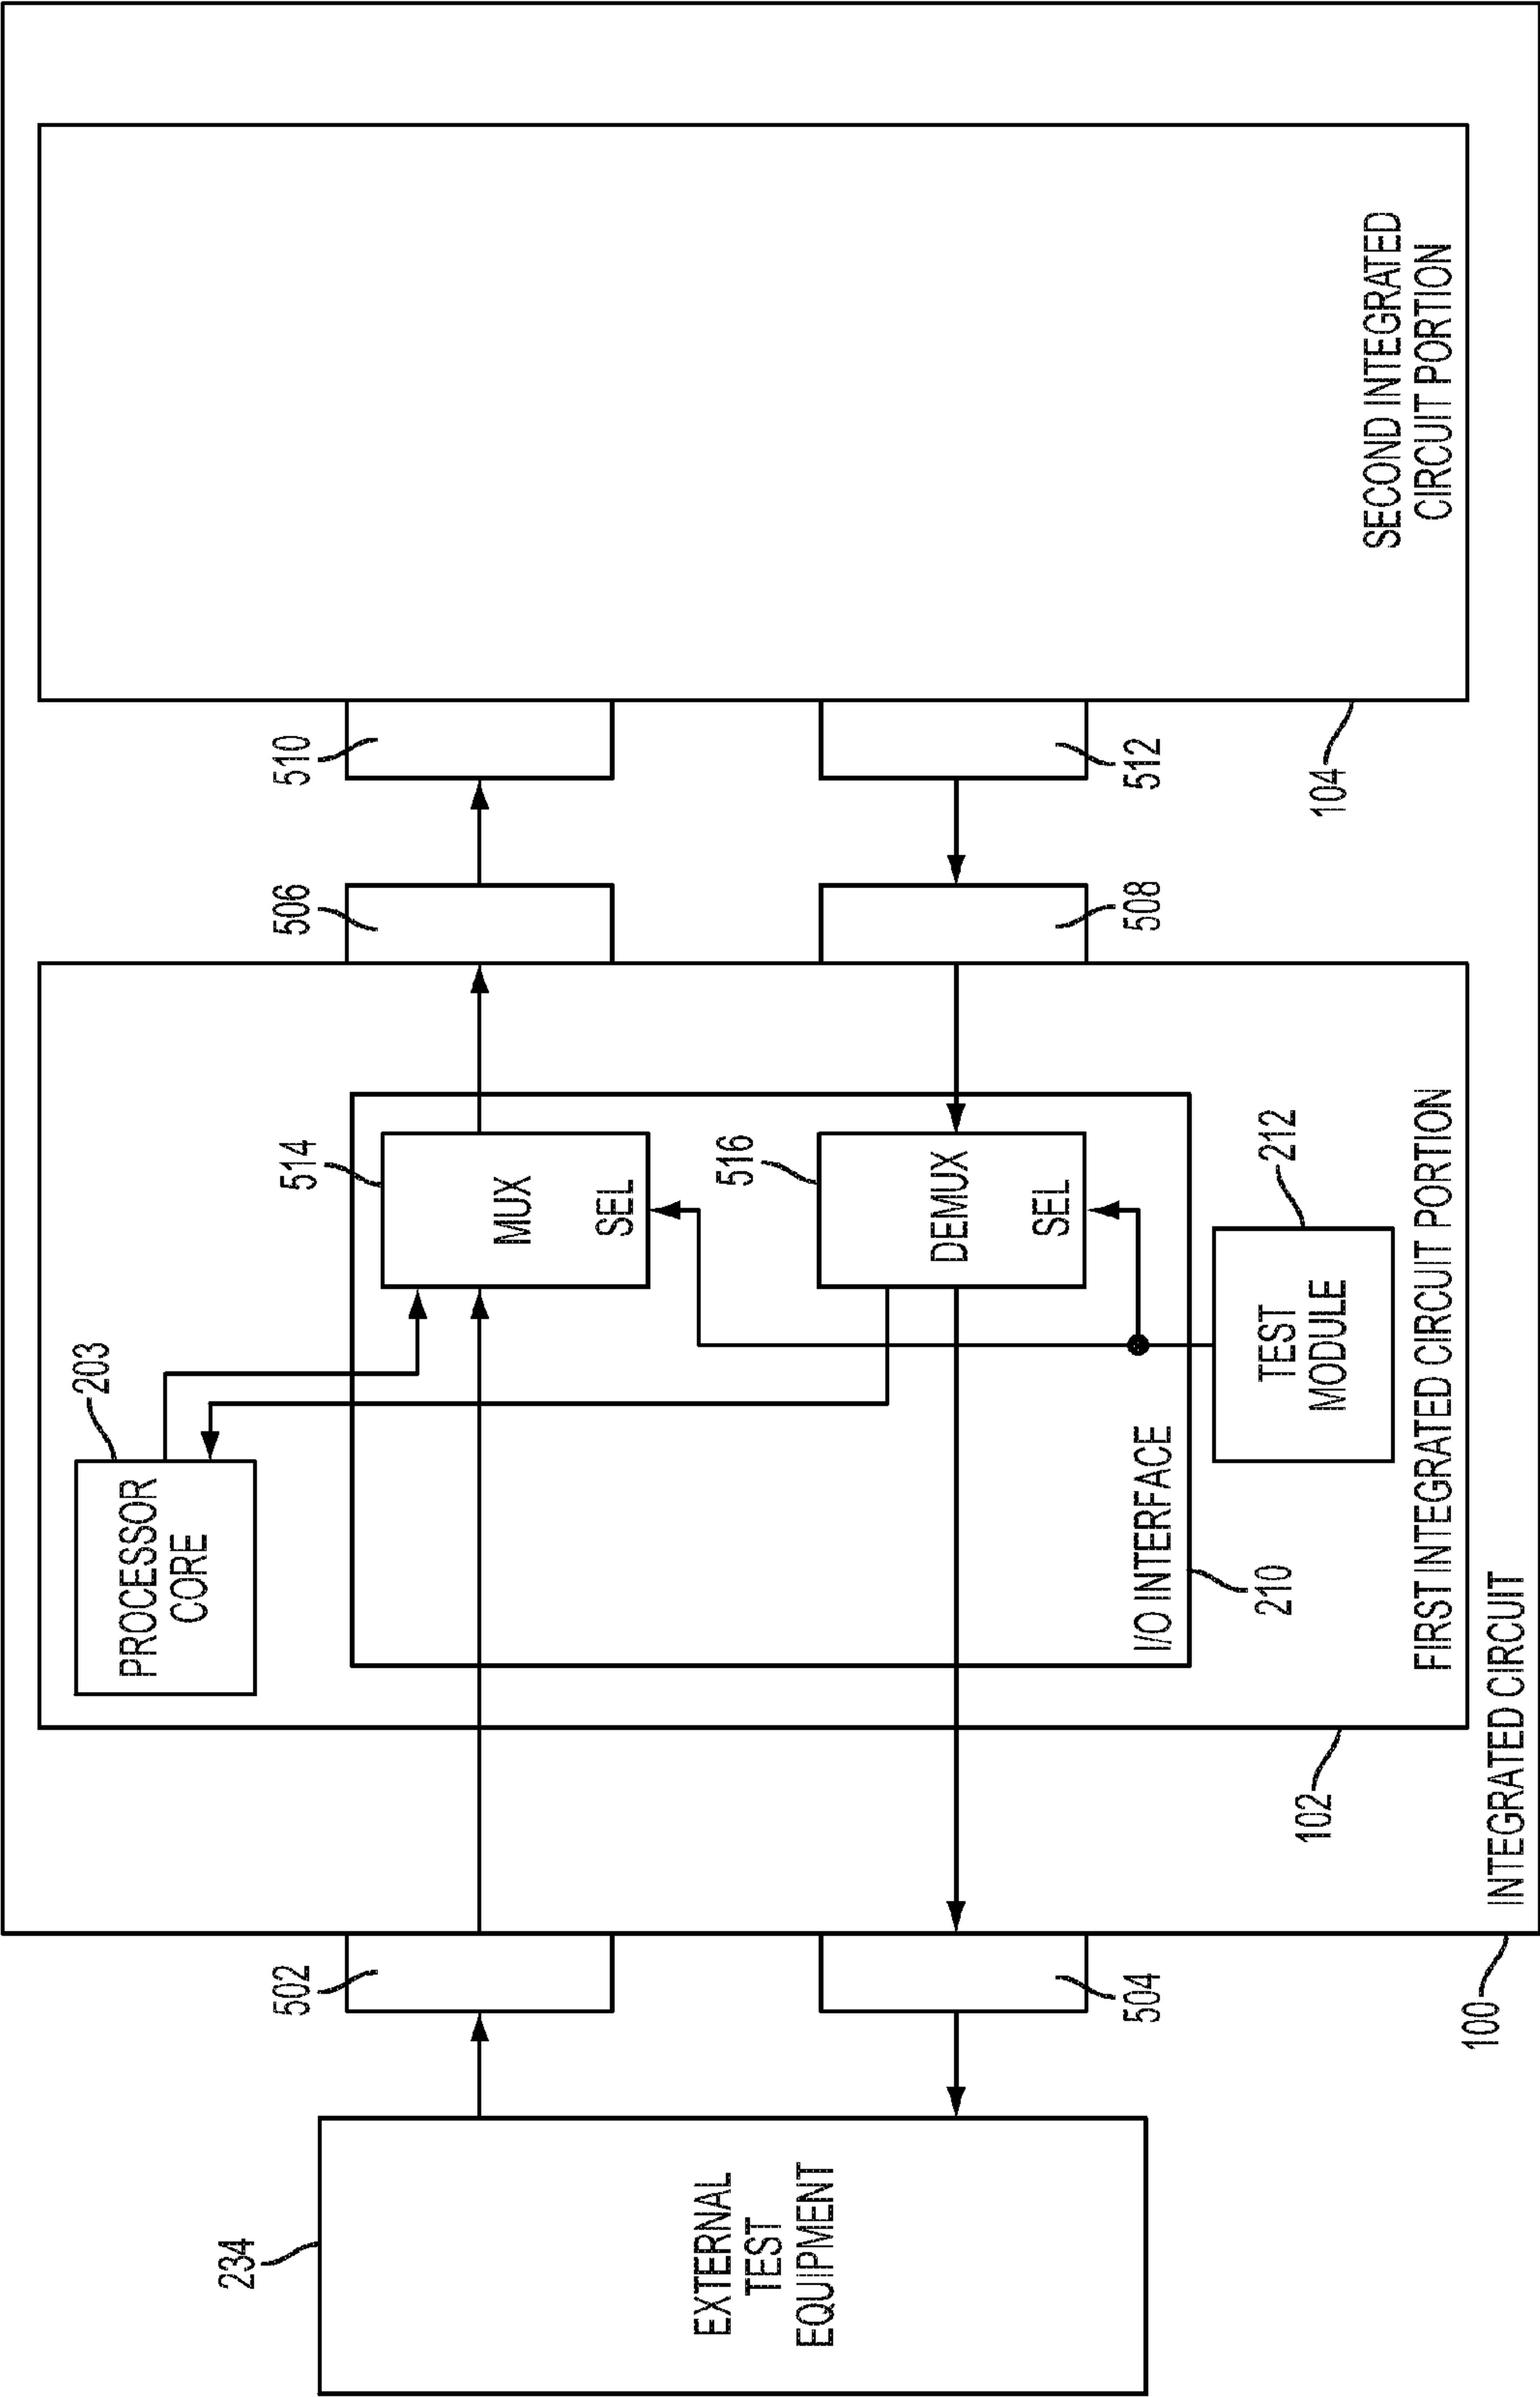 234
EXTERNAL
TEST
EQUIPMENT
502
504
100
INTEGRATED CIRCUIT
102
FIRST INTEGRATED CIRCUIT PORTION
203
PROCESSOR
CORE
I/O INTERFACE
210
514
MUX
SEL
516
DEMUX
SEL
212
TEST
MODULE
506
508
510
512
104
SECOND INTEGRATED
CIRCUIT PORTION